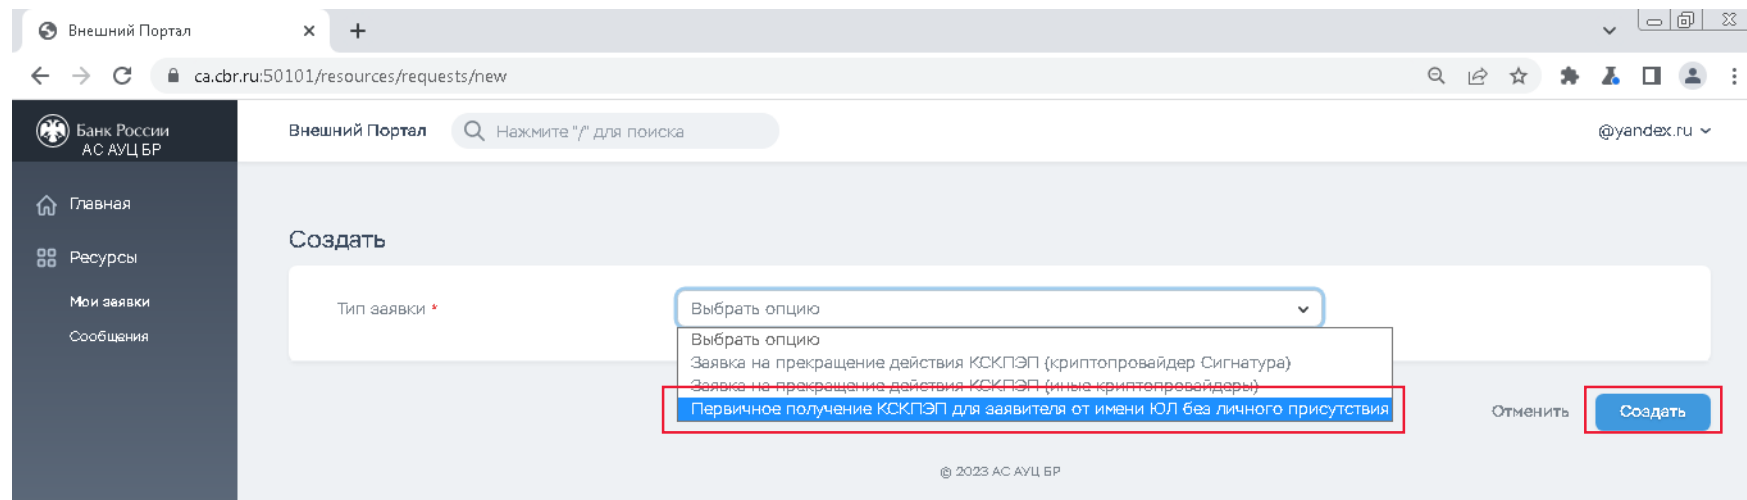 Внешний Портал
ca.cbr.ru:50101/resources/requests/new
Банк России
АС АУЦ БР
Внешний Портал
Нажмите "/" для поиска
@yandex.ru
Главная
Ресурсы
Мои заявки
Сообщения
Создать
Тип заявки *
Выбрать опцию
Выбрать опцию
Заявка на прекращение действия КСКПЭП (криптопровайдер Сигнатура)
Заявка на прекращение действия КСКПЭП (иные криптопровайдеры)
Первичное получение КСКПЭП для заявителя от имени ЮЛ без личного присутствия
Отменить
Создать
© 2023 АС АУЦ БР